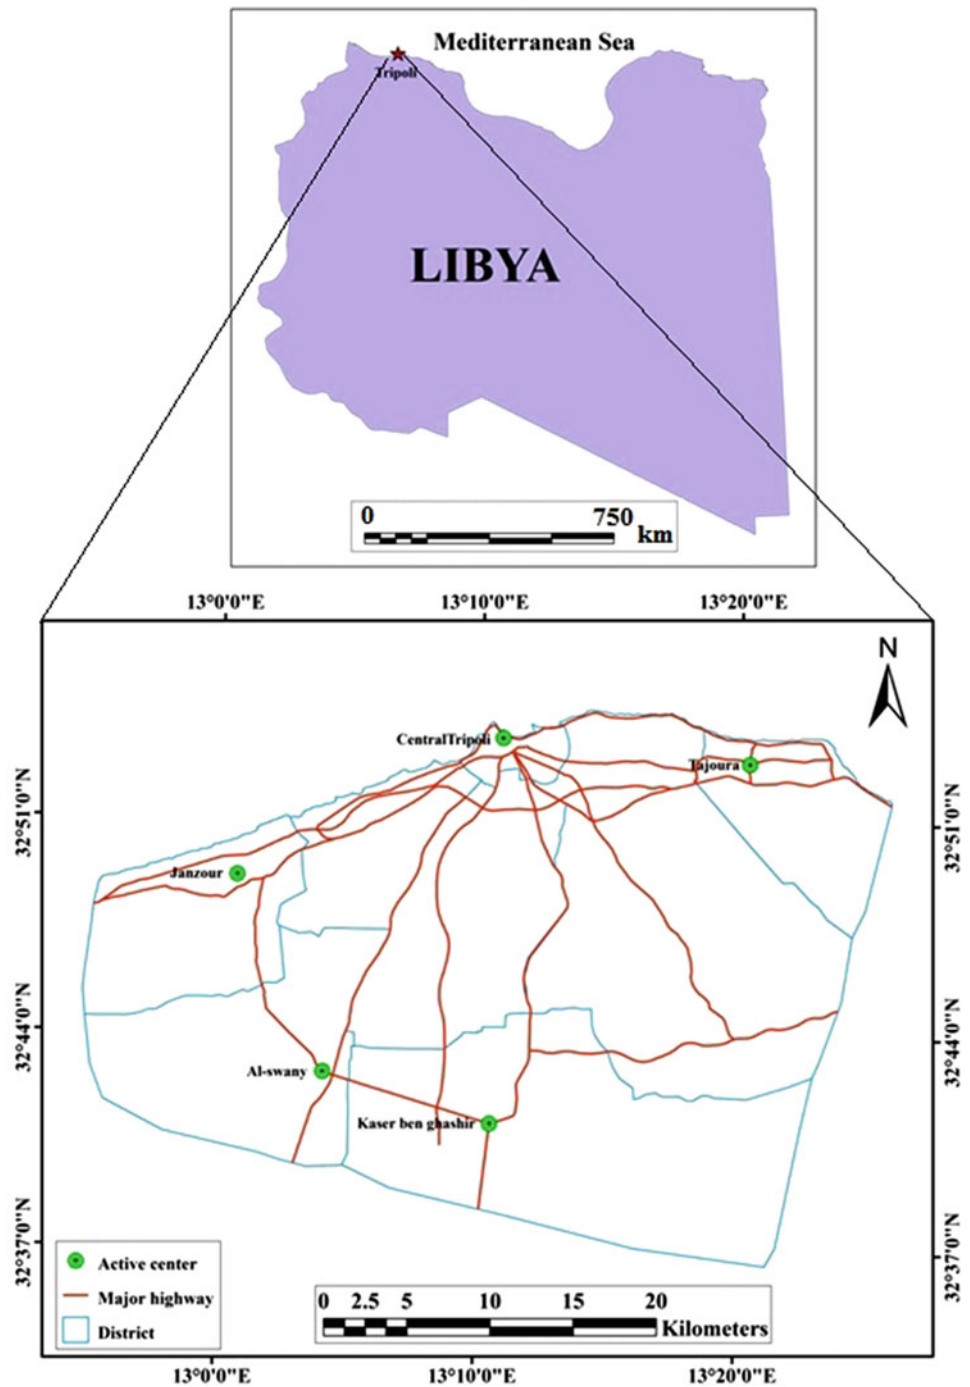 Mediterranean Sea
Tripoli
LIBYA
0 750
km
13°0'0"E 13°10'0"E 13°20'0"E
N
CentralTripoli
Tajoura
32°51'0"N
32°51'0"N
Janzour
32°44'0"N
32°44'0"N
Al-swany
Kaser ben ghashir
32°37'0"N
32°37'0"N
Active center
Major highway
District
0 2.5 5 10 15 20
Kilometers
13°0'0"E 13°10'0"E 13°20'0"E